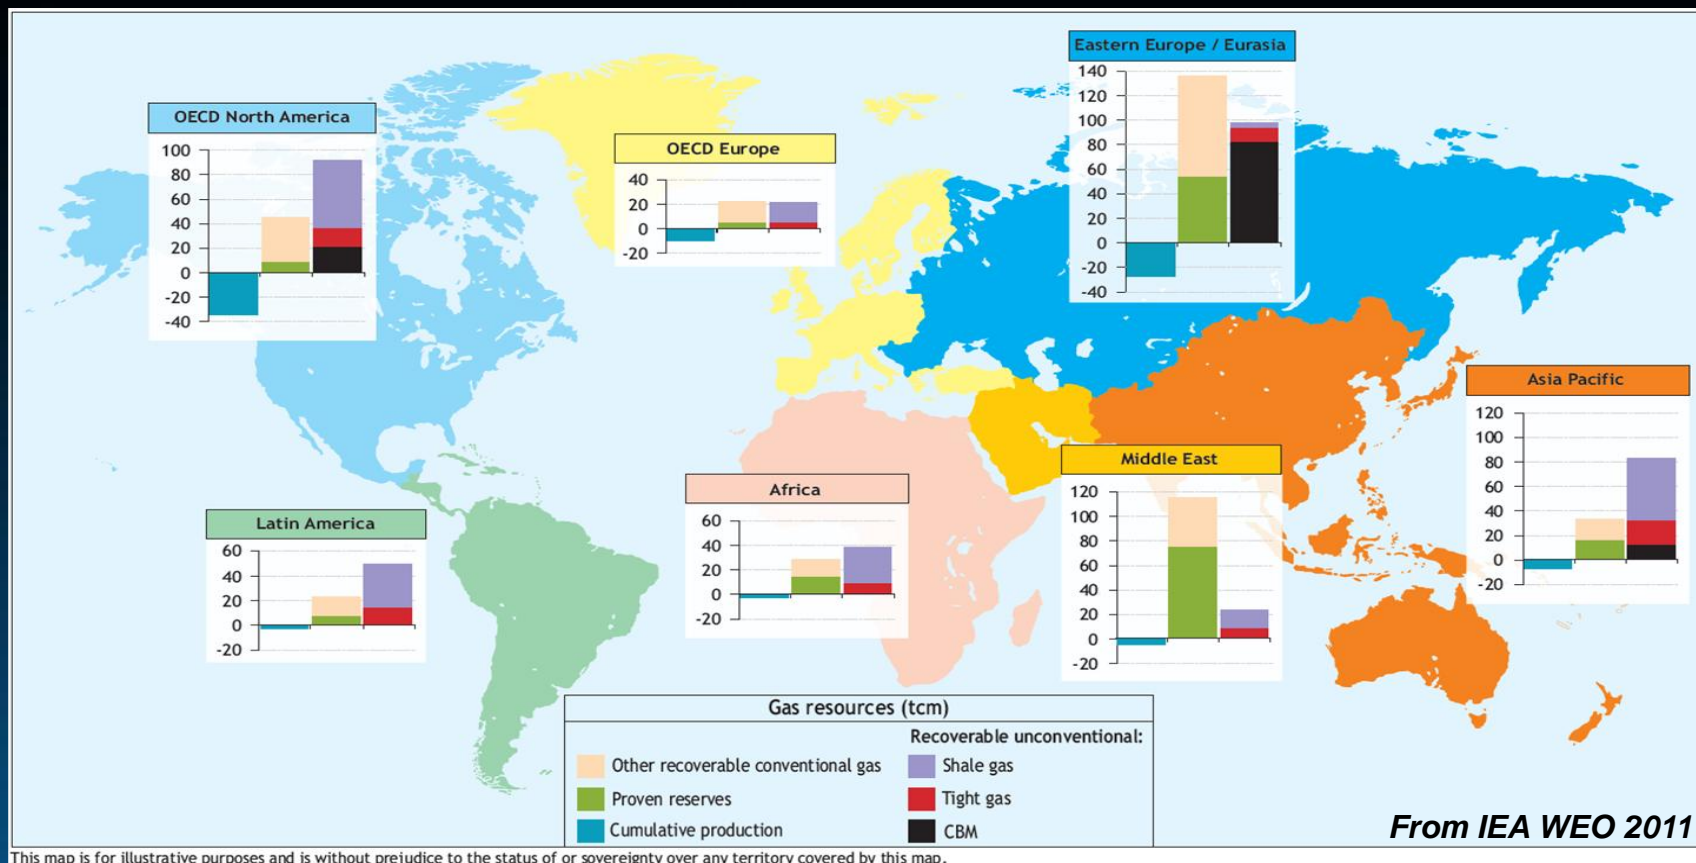 OECD North America
100
80
60
40
20
0
-20
-40
OECD Europe
40
20
0
-20
Eastern Europe / Eurasia
140
120
100
80
60
40
20
0
-20
-40
Asia Pacific
120
100
80
60
40
20
0
-20
Middle East
120
100
80
60
40
20
0
-20
Africa
60
40
20
0
-20
Latin America
60
40
20
0
-20
Gas resources (tcm)
Recoverable unconventional:
Other recoverable conventional gas
Shale gas
Proven reserves
Tight gas
Cumulative production
CBM
From IEA WEO 2011
This map is for illustrative purposes and is without prejudice to the status of or sovereignty over any territory covered by this map.